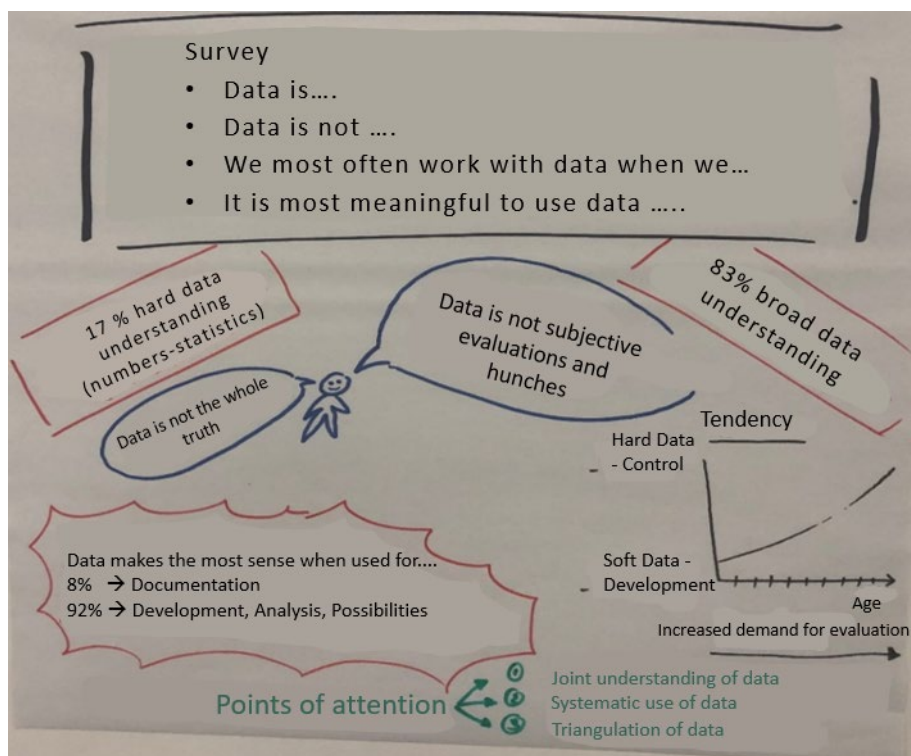 Survey
• Data is….
• Data is not ….
• We most often work with data when we…
• It is most meaningful to use data …..
17 % hard data
understanding
(numbers-statistics)
83% broad data
understanding
Data is not subjective
evaluations and
hunches
Data is not the whole
truth
Tendency
Hard Data
- Control
Soft Data -
Development
Age
Increased demand for evaluation
Data makes the most sense when used for....
8% → Documentation
92% → Development, Analysis, Possibilities
Points of attention
1 Joint understanding of data
2 Systematic use of data
3 Triangulation of data